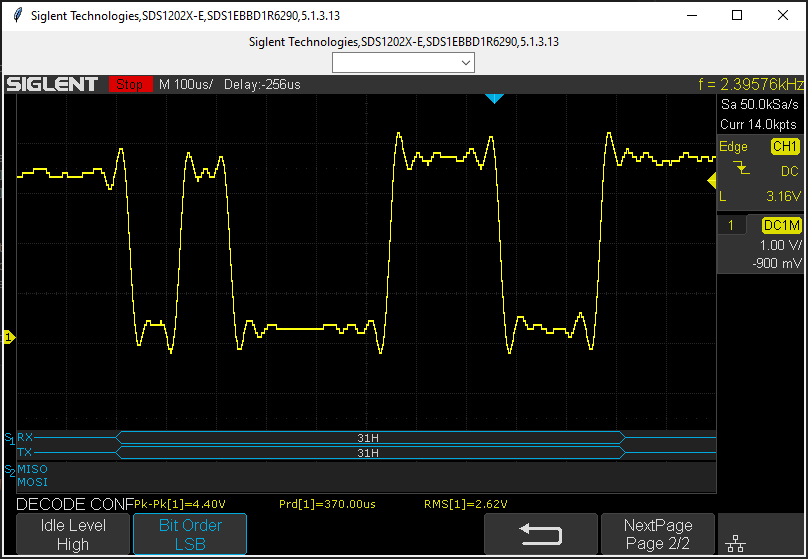 Siglent Technologies,SDS1202X-E,SDS1EBBD1R6290,5.1.3.13
Siglent Technologies,SDS1202X-E,SDS1EBBD1R6290,5.1.3.13
SIGLENT Stop M 100us/ Delay:-256us f = 2.39576kHz
Sa 50.0kSa/s
Curr 14.0kpts
Edge CH1
DC
L 3.16V
1 DC1M
1.00 V/
-900 mV
1
S1 RX 31H
TX 31H
S2 MISO
MOSI
DECODE CONF Pk-Pk[1]=4.40V Prd[1]=370.00us RMS[1]=2.62V
Idle Level
High
Bit Order
LSB
NextPage
Page 2/2